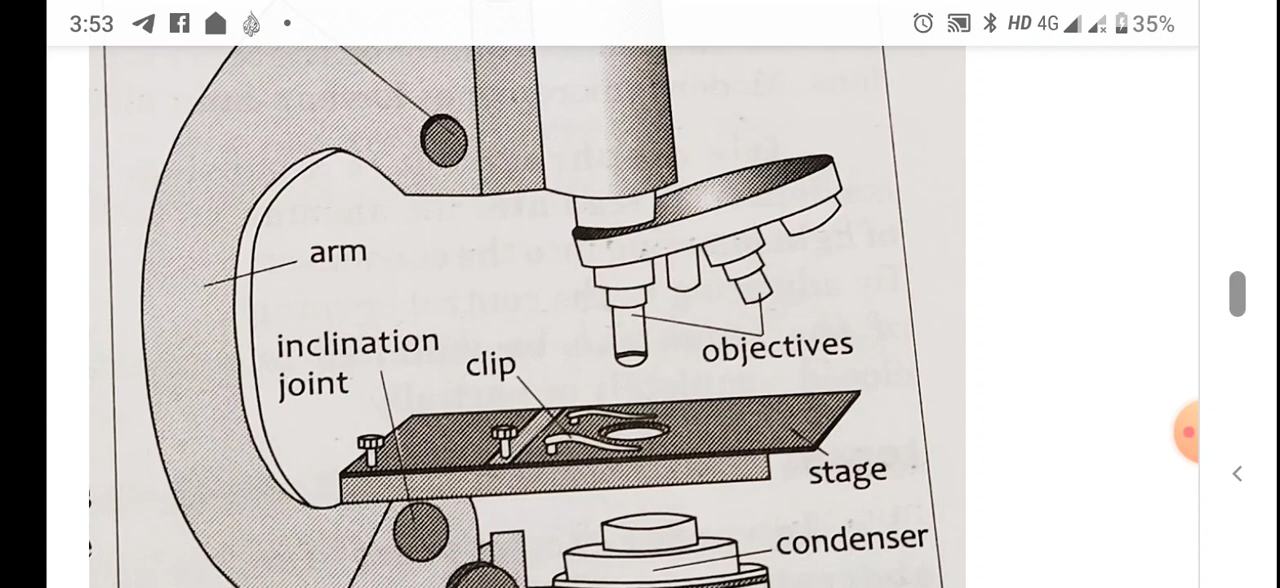 3:53
HD 4G 35%
arm
inclination
joint
clip
objectives
stage
condenser